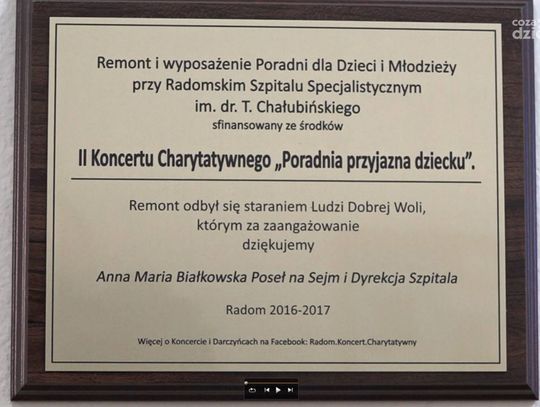 Remont i wyposażenie Poradni dla Dzieci i Młodzieży
przy Radomskim Szpitalu Specjalistycznym
im. dr. T. Chałubińskiego
sfinansowany ze środków
II Koncertu Charytatywnego „Poradnia przyjazna dziecku”.
Remont odbył się staraniem Ludzi Dobrej Woli,
którym za zaangażowanie
dziękujemy
Anna Maria Białkowska Poseł na Sejm i Dyrekcja Szpitala
Radom 2016-2017
Więcej o Koncercie i Darczyńcach na Facebook: Radom.Koncert.Charytatywny